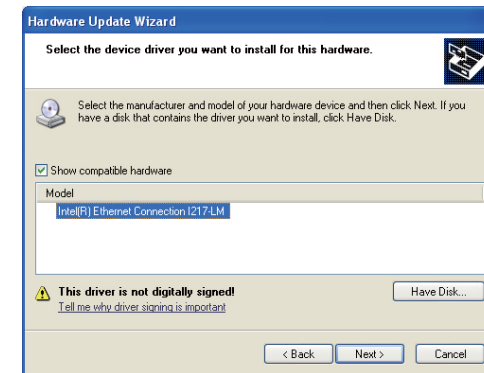 Hardware Update Wizard
Select the device driver you want to install for this hardware.
Select the manufacturer and model of your hardware device and then click Next. If you
have a disk that contains the driver you want to install, click Have Disk.
Show compatible hardware
Model
Intel(R) Ethernet Connection I217-LM
This driver is not digitally signed!
Have Disk...
Tell me why driver signing is important
< Back
Next >
Cancel